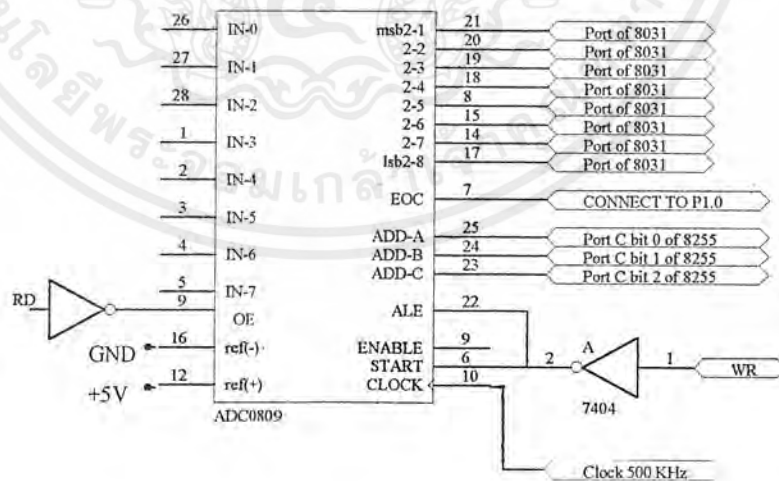 26 IN-0 msb2-1 21 Port of 8031
2-2 20 Port of 8031
27 IN-1 2-3 19 Port of 8031
2-4 18 Port of 8031
28 IN-2 2-5 8 Port of 8031
2-6 15 Port of 8031
1 IN-3 2-7 14 Port of 8031
lsb2-8 17 Port of 8031
2 IN-4
EOC 7 CONNECT TO P1.0
3 IN-5
ADD-A 25 Port C bit 0 of 8255
4 IN-6 ADD-B 24 Port C bit 1 of 8255
ADD-C 23 Port C bit 2 of 8255
5 IN-7
RD 9 OE ALE 22
GND 16 ref(-) ENABLE 9
START 6 2 A 1 WR
+5V 12 ref(+) CLOCK 10
ADC0809 7404
Clock 500 KHz